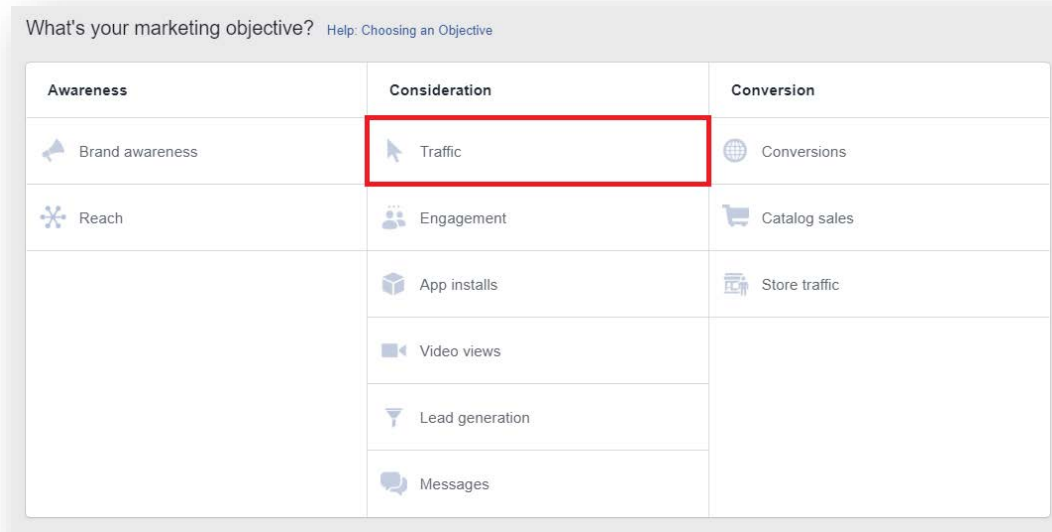 What's your marketing objective? Help: Choosing an Objective
Awareness
Consideration
Conversion
Brand awareness
Traffic
Conversions
Reach
Engagement
Catalog sales
App installs
Store traffic
Video views
Lead generation
Messages